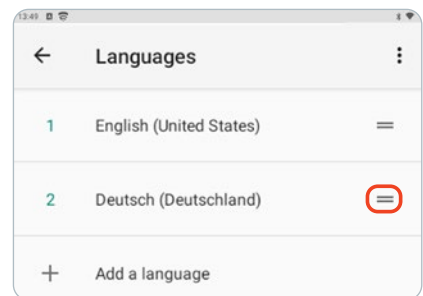 13:49
Languages
1 English (United States)
2 Deutsch (Deutschland)
Add a language